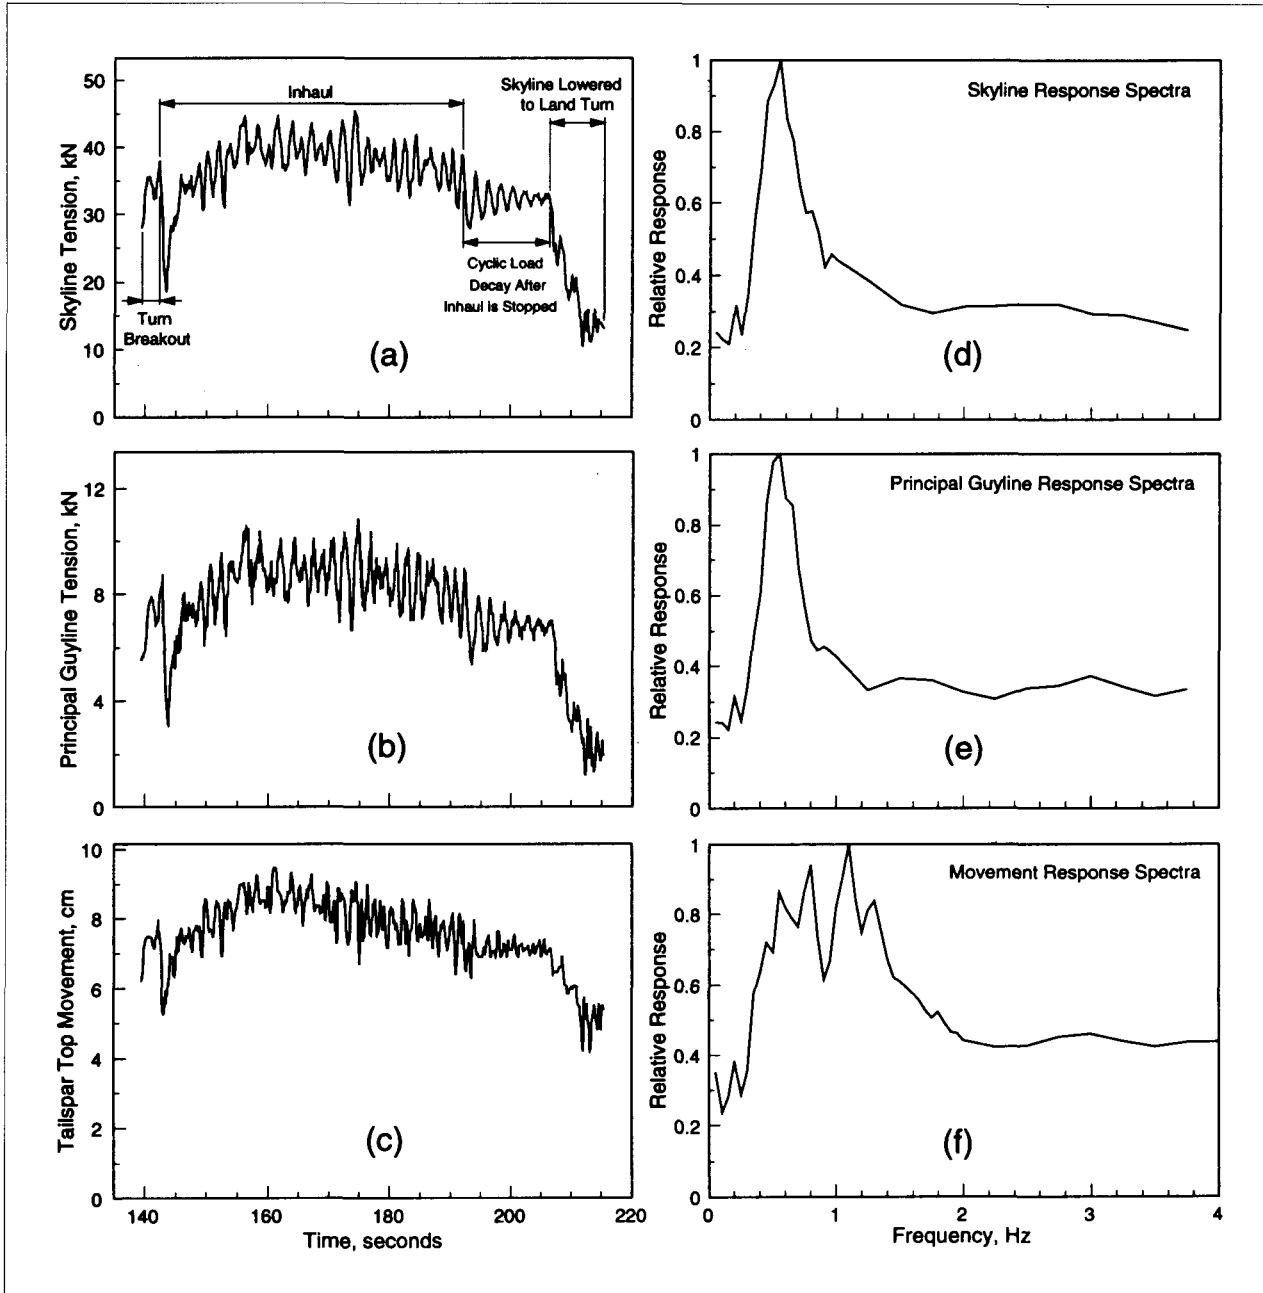 Skyline Tension, kN
50
40
30
20
10
0
Inhaul
Skyline Lowered
to Land Turn
Cyclic Load
Decay After
Inhaul is Stopped
Turn
Breakout
(a)
Relative Response
1
0.8
0.6
0.4
0.2
0
Skyline Response Spectra
(d)
Principal Guyline Tension, kN
12
8
4
0
(b)
Relative Response
1
0.8
0.6
0.4
0.2
0
Principal Guyline Response Spectra
(e)
Tailspar Top Movement, cm
10
8
6
4
2
0
(c)
140 160 180 200 220
Time, seconds
Relative Response
1
0.8
0.6
0.4
0.2
0
Movement Response Spectra
(f)
0 1 2 3 4
Frequency, Hz